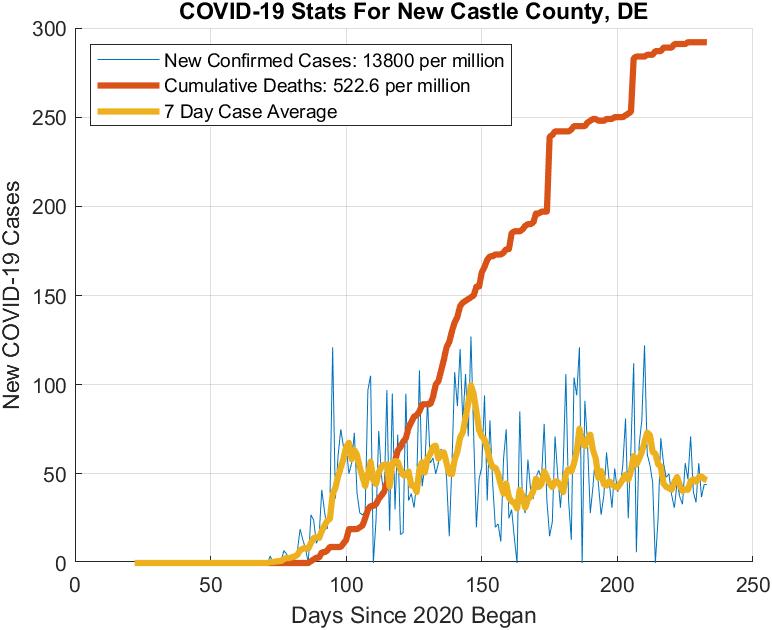 COVID-19 Stats For New Castle County, DE
300
250
200
150
100
50
0
New COVID-19 Cases
New Confirmed Cases: 13800 per million
Cumulative Deaths: 522.6 per million
7 Day Case Average
0
50
100
150
200
250
Days Since 2020 Began